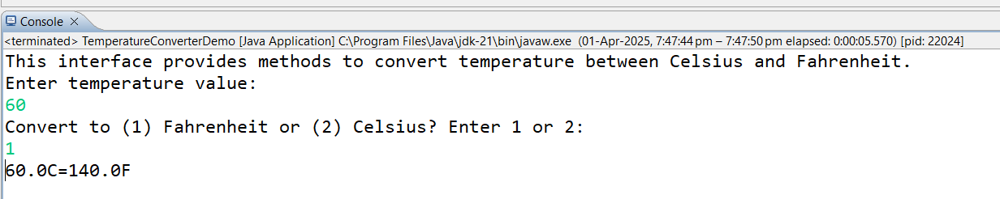 Console
<terminated> TemperatureConverterDemo [Java Application] C:\Program Files\Java\jdk-21\bin\javaw.exe (01-Apr-2025, 7:47:44 pm – 7:47:50 pm elapsed: 0:00:05.570) [pid: 22024]
This interface provides methods to convert temperature between Celsius and Fahrenheit.
Enter temperature value:
60
Convert to (1) Fahrenheit or (2) Celsius? Enter 1 or 2:
1
60.0C=140.0F